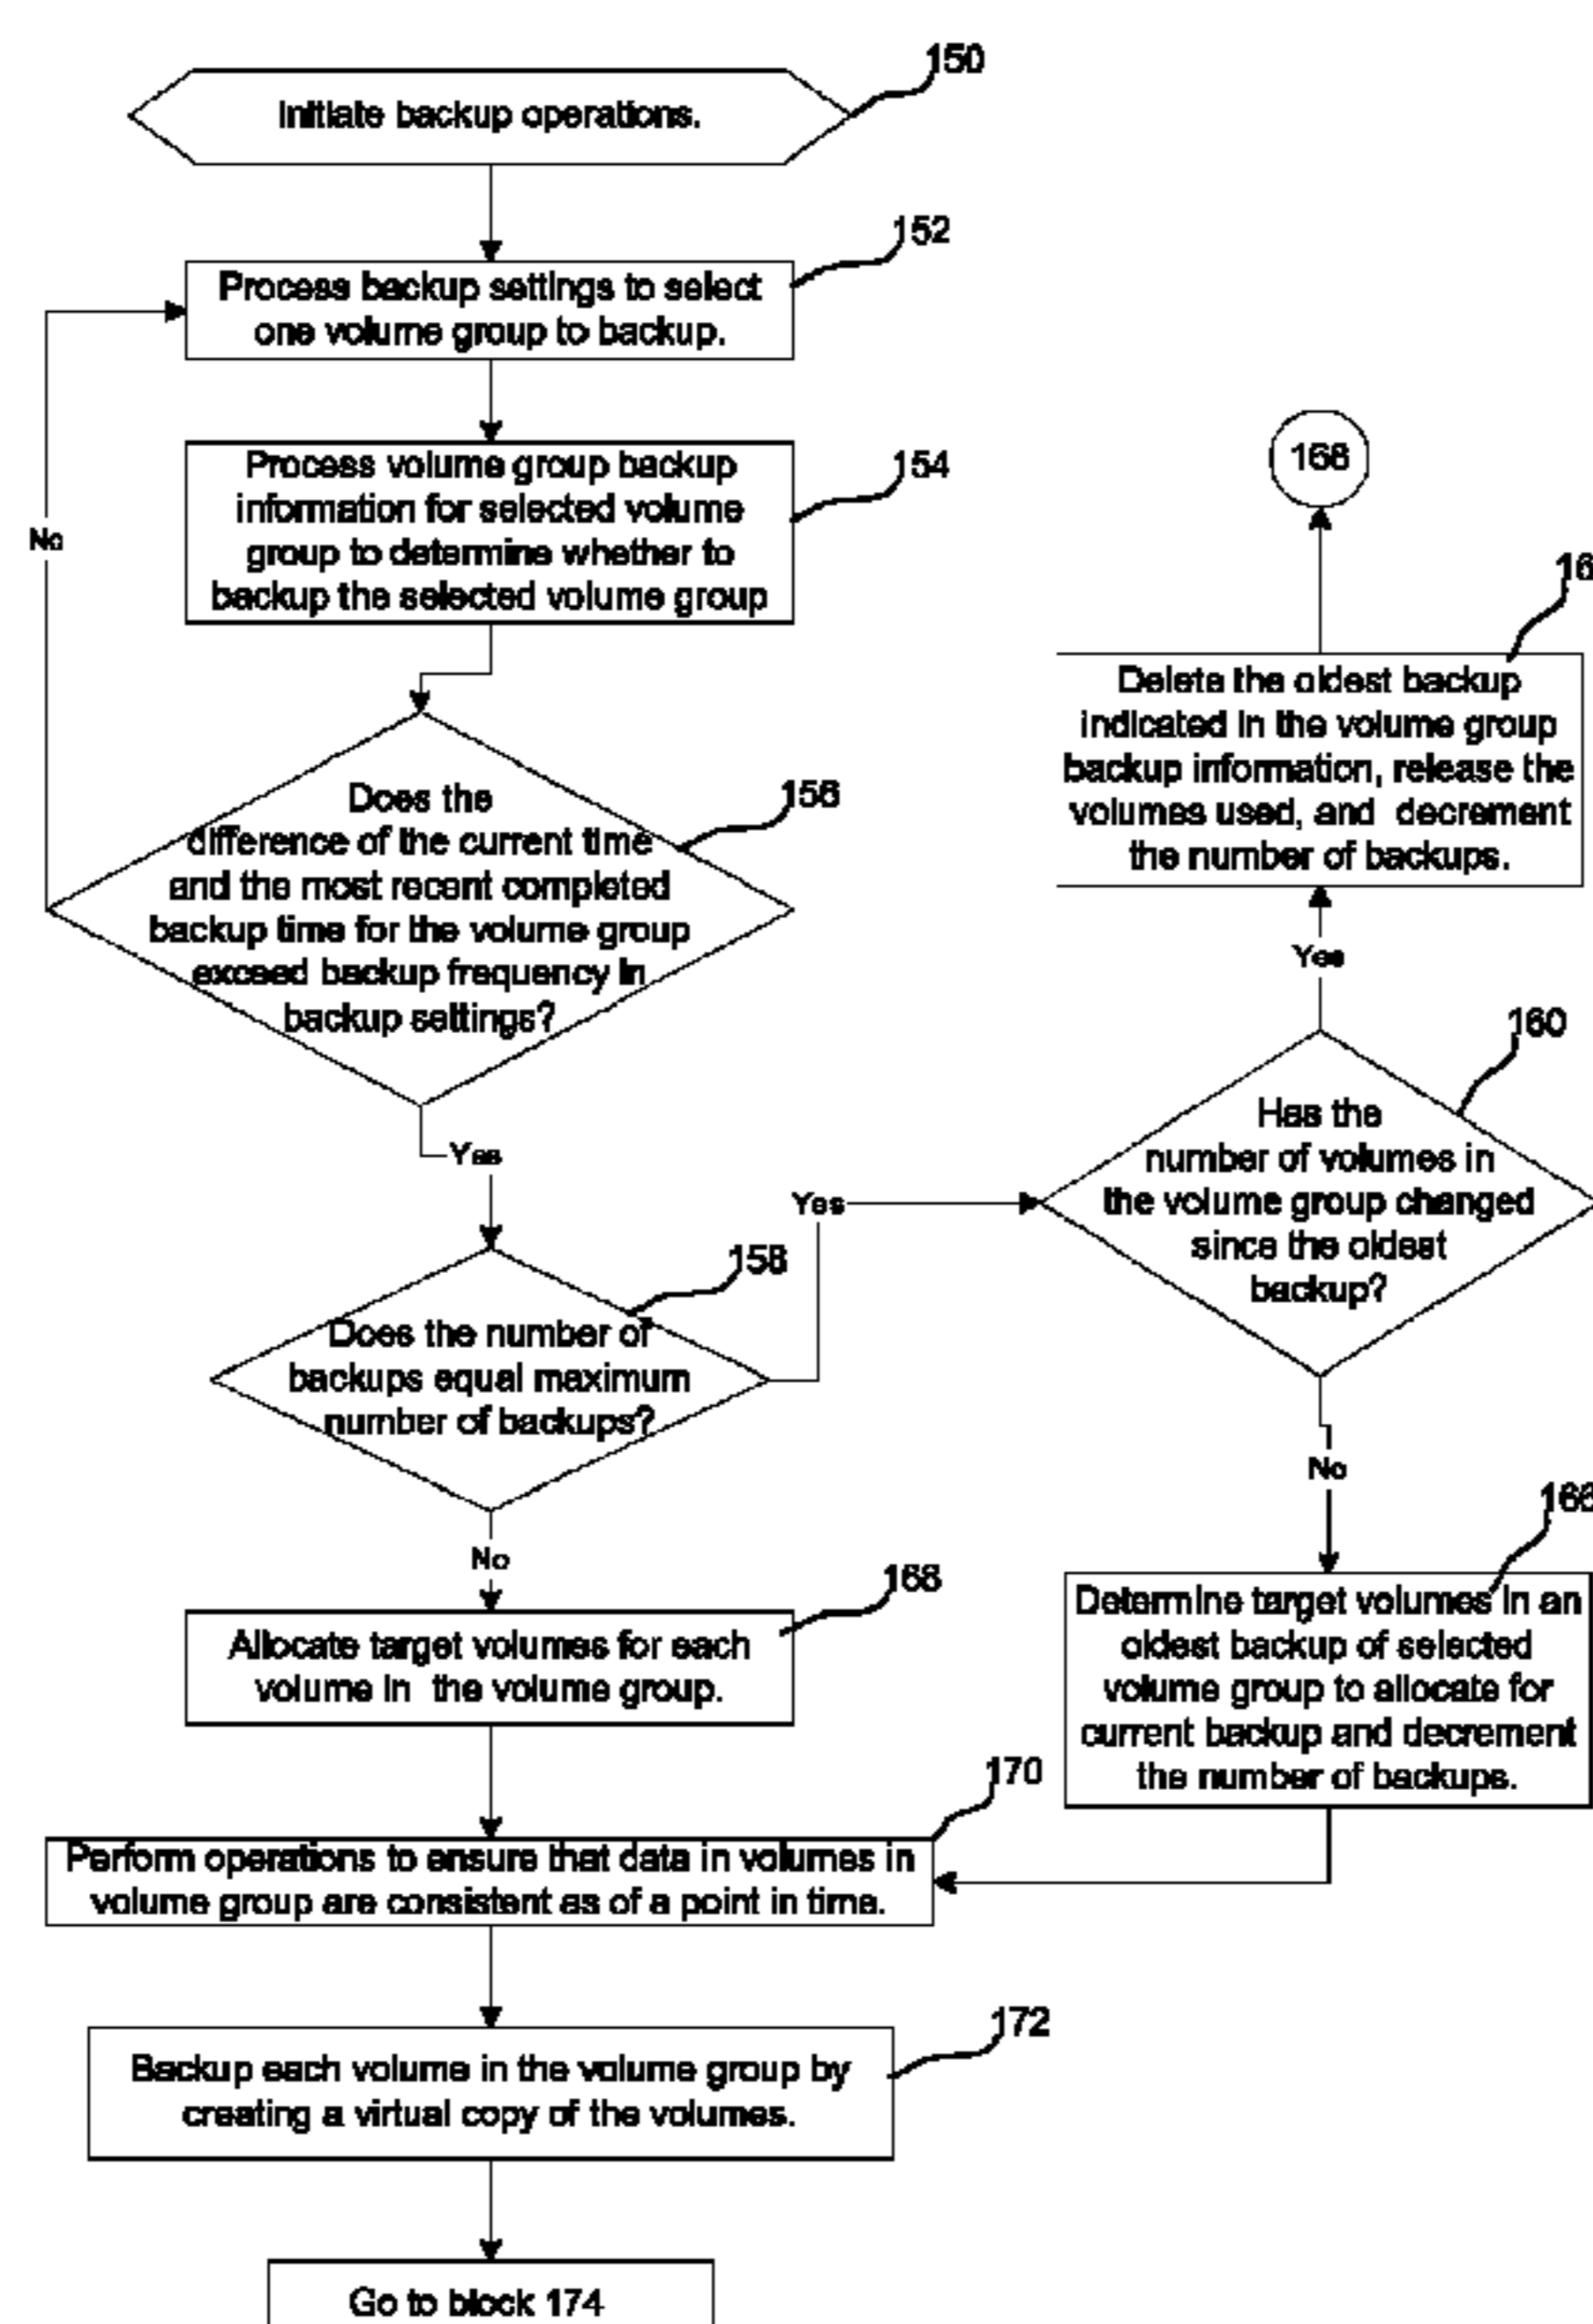 150
Initiate backup operations.
152
Process backup settings to select
one volume group to backup.
154
Process volume group backup
information for selected volume
group to determine whether to
backup the selected volume group
No
156
Does the
difference of the current time
and the most recent completed
backup time for the volume group
exceed backup frequency in
backup settings?
Yes
158
Does the number of
backups equal maximum
number of backups?
Yes
No
168
Allocate target volumes for each
volume in the volume group.
170
Perform operations to ensure that data in volumes in
volume group are consistent as of a point in time.
172
Backup each volume in the volume group by
creating a virtual copy of the volumes.
Go to block 174
168
16
Delete the oldest backup
indicated in the volume group
backup information, release the
volumes used, and decrement
the number of backups.
Yes
160
Has the
number of volumes in
the volume group changed
since the oldest
backup?
No
166
Determine target volumes in an
oldest backup of selected
volume group to allocate for
current backup and decrement
the number of backups.